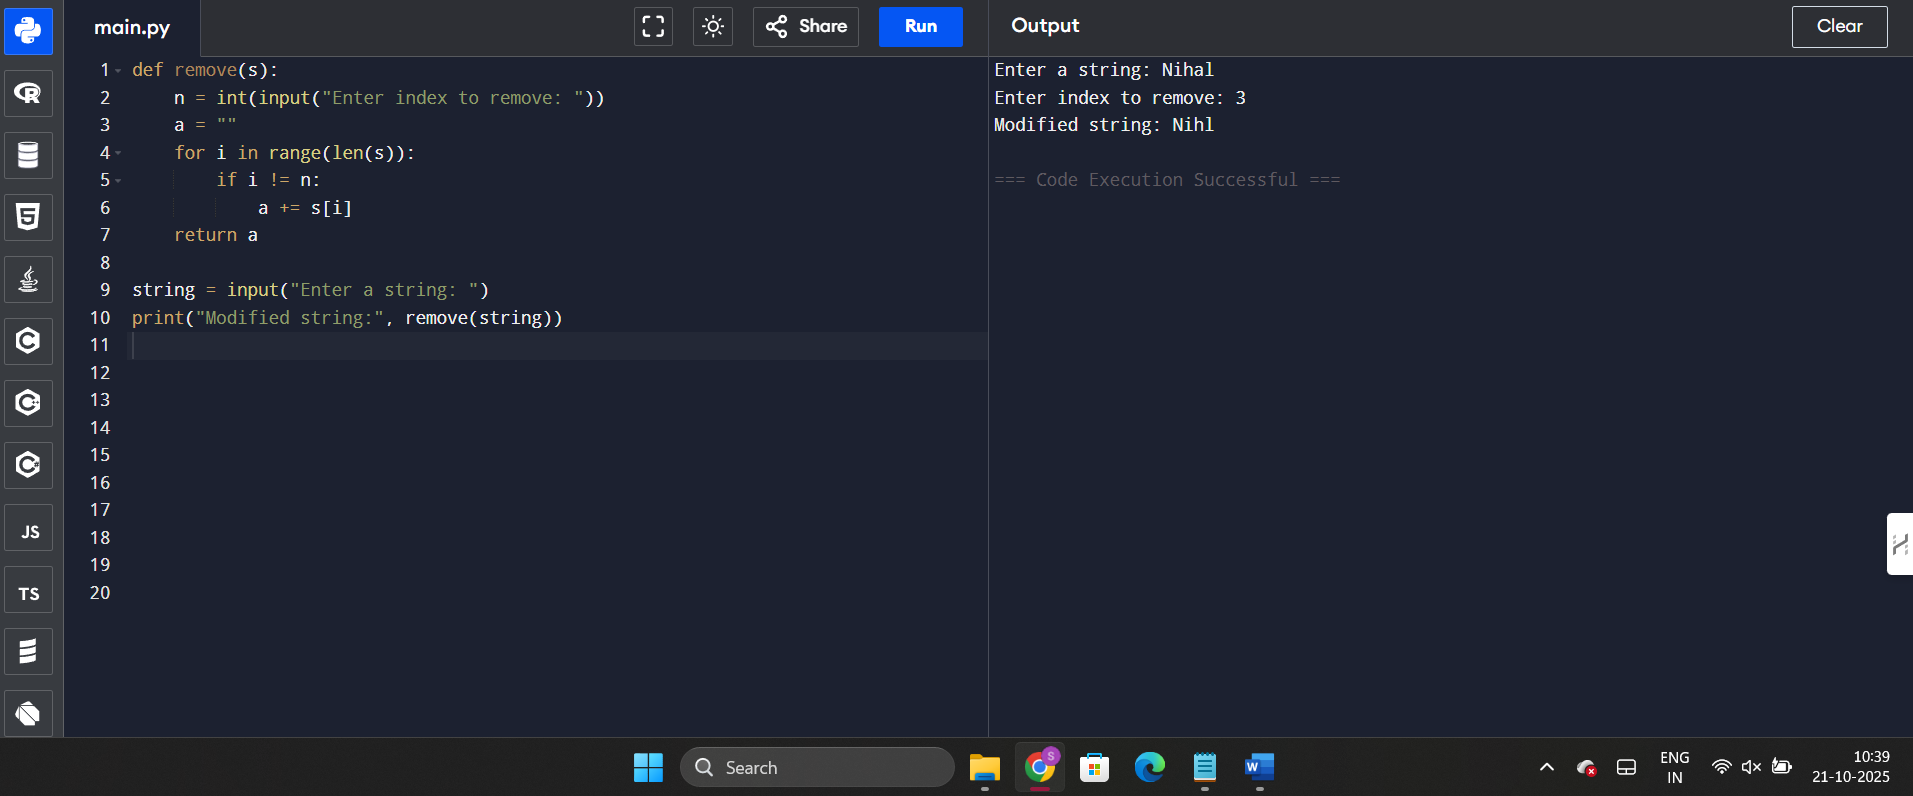 main.py
Share
Run
Output
Clear
1 def remove(s):
2     n = int(input("Enter index to remove: "))
3     a = ""
4     for i in range(len(s)):
5         if i != n:
6             a += s[i]
7     return a
8
9 string = input("Enter a string: ")
10 print("Modified string:", remove(string))
11
12
13
14
15
16
17
18
19
20
Enter a string: Nihal
Enter index to remove: 3
Modified string: Nihl
=== Code Execution Successful ===
R
5
C
C
C
JS
TS
Search
S
W
ENG
IN
10:39
21-10-2025